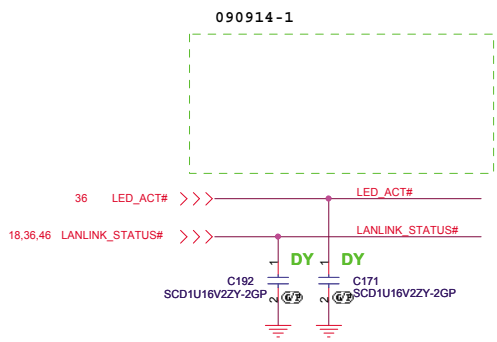 090914-1
36 LED_ACT# LED_ACT#
18,36,46 LANLINK_STATUS# LANLINK_STATUS#
1 DY 1 DY
C192 C171
SCD1U16V2ZY-2GP SCD1U16V2ZY-2GP
2 G/P 2 G/P